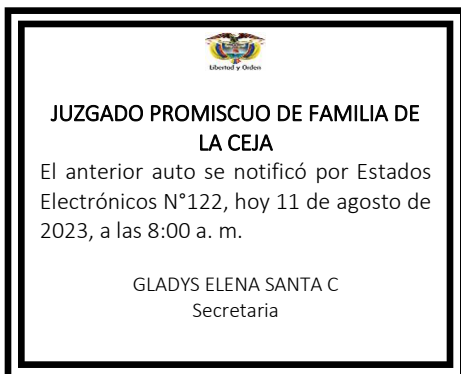 Libertad y Orden
JUZGADO PROMISCUO DE FAMILIA DE
LA CEJA
El anterior auto se notificó por Estados
Electrónicos N°122, hoy 11 de agosto de
2023, a las 8:00 a. m.
GLADYS ELENA SANTA C
Secretaria